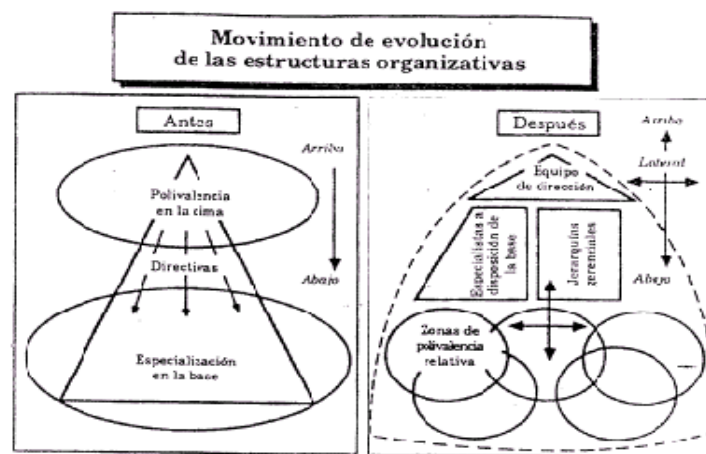 Movimiento de evolución
de las estructuras organizativas
Antes
Arriba
Polivalencia
en la cima
Directivas
Abajo
Especialización
en la base
Después
Arriba
Lateral
Equipo
de dirección
Especialistas a
disposición de
la base
Jerarquías
gerenciales
Abajo
Zonas de
polivalencia
relativa